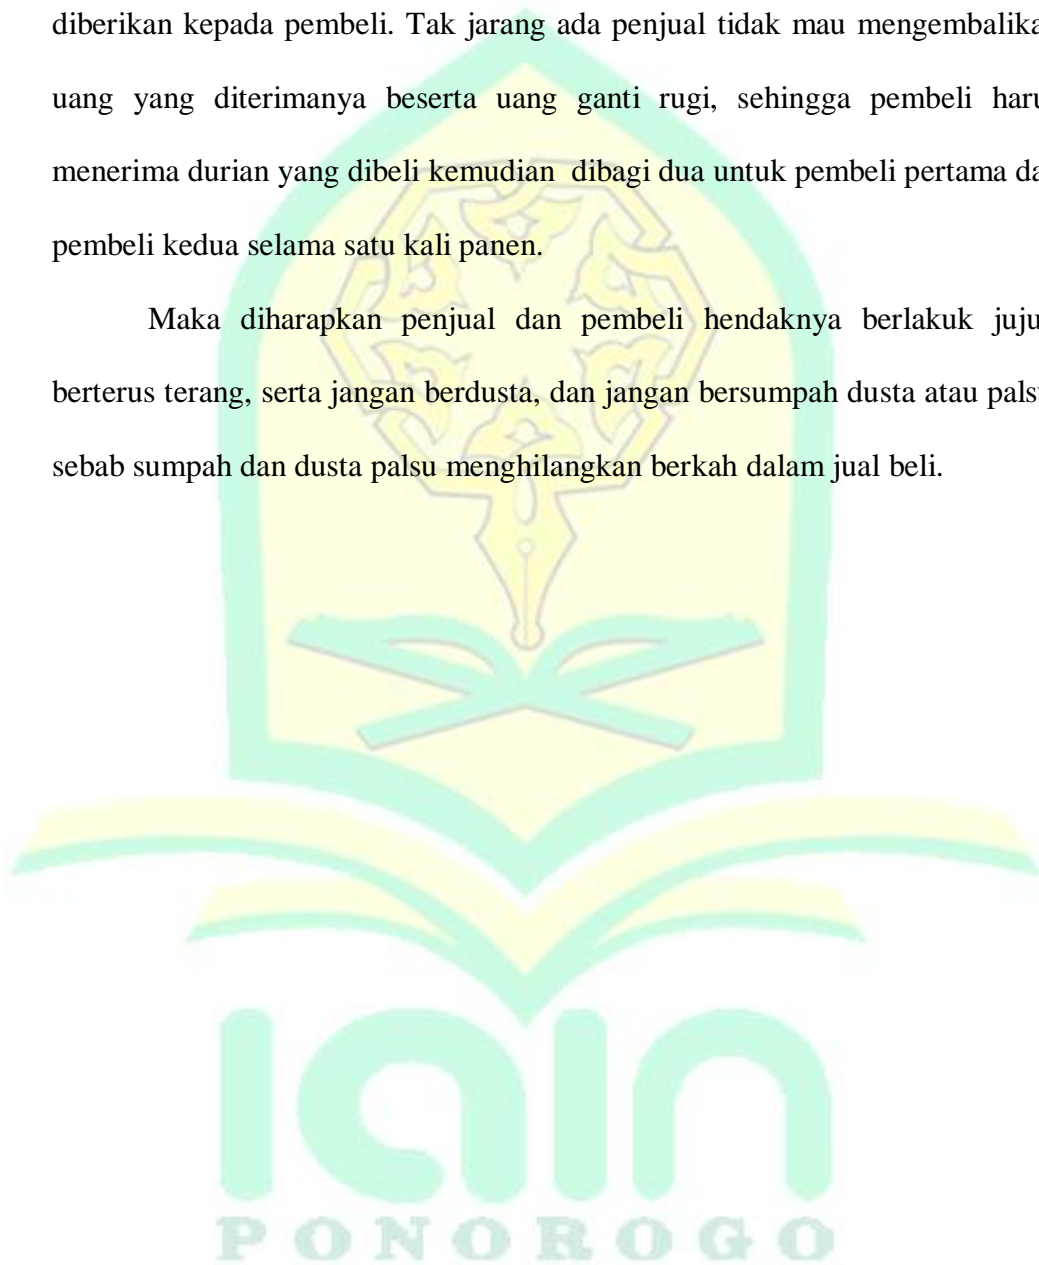 diberikan kepada pembeli. Tak jarang ada penjual tidak mau mengembalika
uang yang diterimanya beserta uang ganti rugi, sehingga pembeli haru
menerima durian yang dibeli kemudian dibagi dua untuk pembeli pertama da
pembeli kedua selama satu kali panen.
Maka diharapkan penjual dan pembeli hendaknya berlakuk juju
berterus terang, serta jangan berdusta, dan jangan bersumpah dusta atau pals
sebab sumpah dan dusta palsu menghilangkan berkah dalam jual beli.
iain
PONOROGO